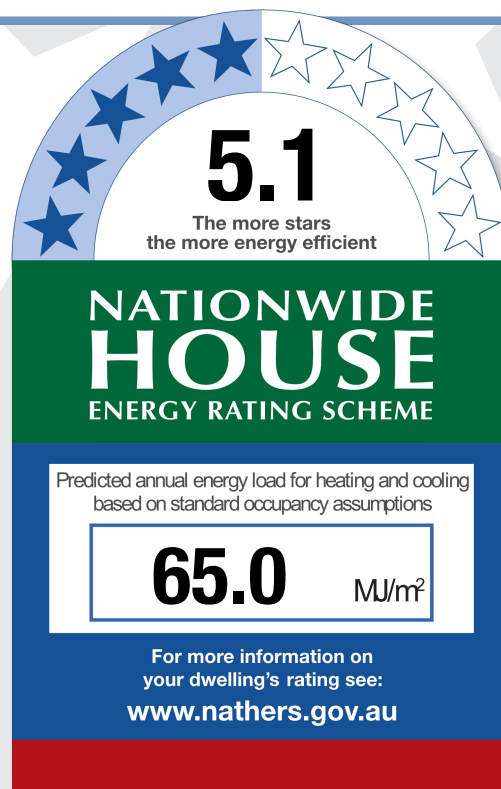 5.1
The more stars
the more energy efficient
NATIONWIDE
HOUSE
ENERGY RATING SCHEME
Predicted annual energy load for heating and cooling
based on standard occupancy assumptions
65.0 MJ/m²
For more information on
your dwelling's rating see:
www.nathers.gov.au